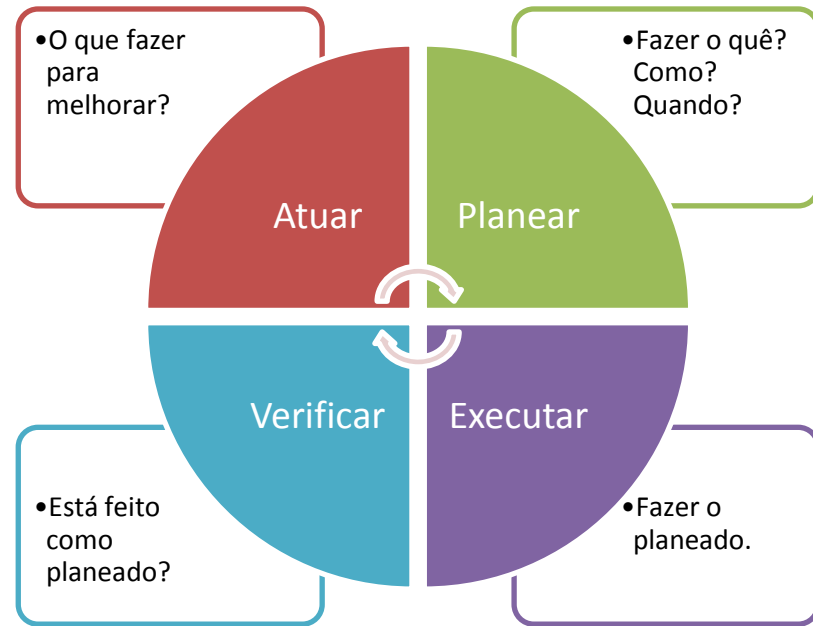 •O que fazer
para
melhorar?
•Fazer o quê?
Como?
Quando?
Atuar
Planear
Verificar
Executar
•Está feito
como
planeado?
•Fazer o
planeado.